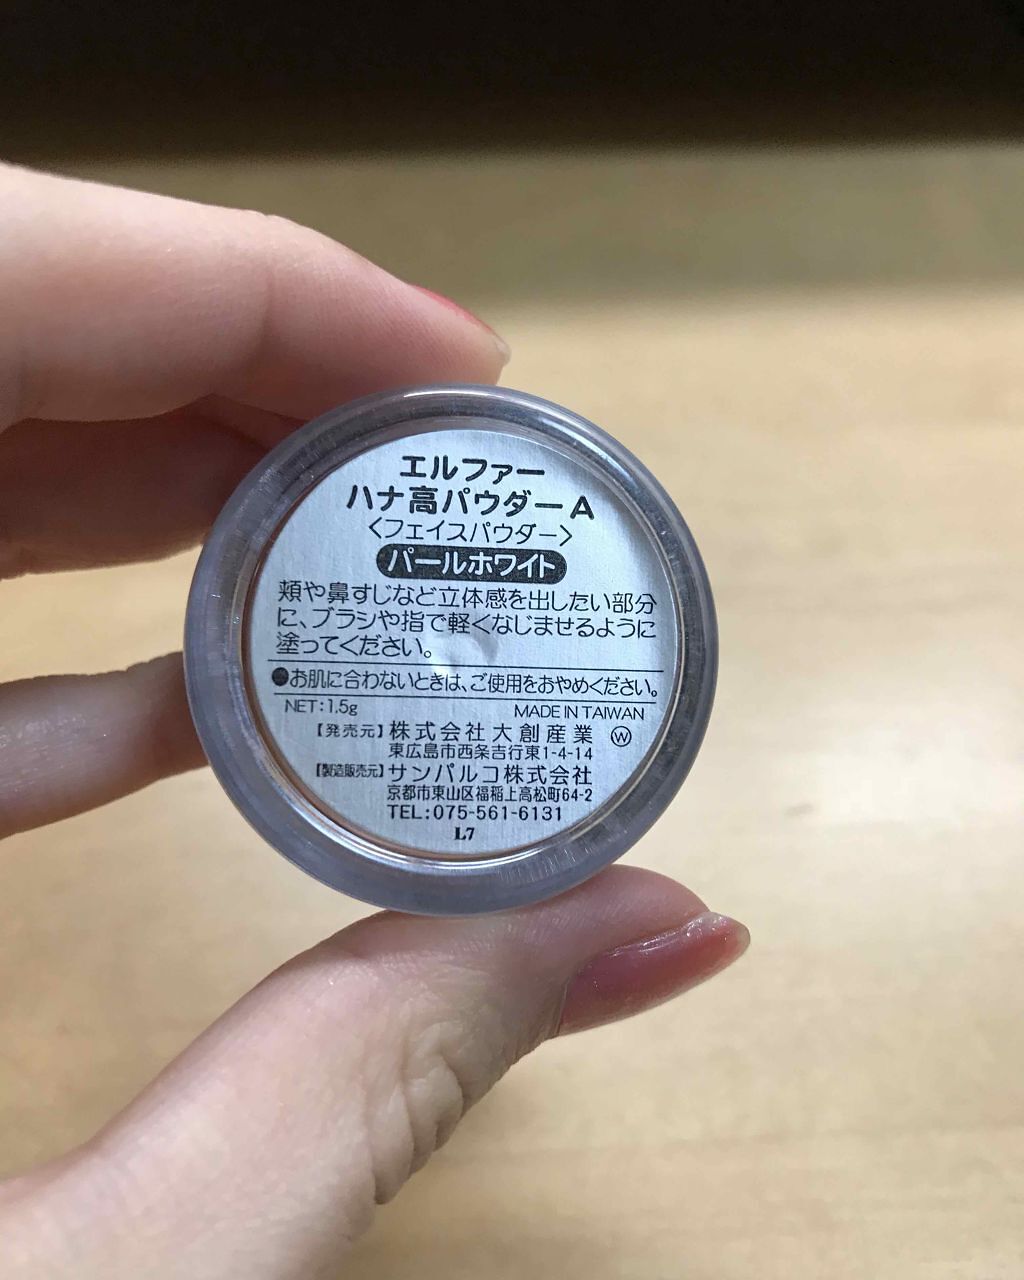 エルファー
ハナ高パウダーA
<フェイスパウダー>
パールホワイト
頬や鼻すじなど立体感を出したい部分
に、ブラシや指で軽くなじませるように
塗ってください。
●お肌に合わないときは、ご使用をおやめください。
NET:1.5g MADE IN TAIWAN
【発売元】株式会社大創産業 Ⓦ
東広島市西条吉行東1-4-14
【製造販売元】サンパルコ株式会社
京都市東山区福稲上高松町64-2
TEL:075-561-6131
L7